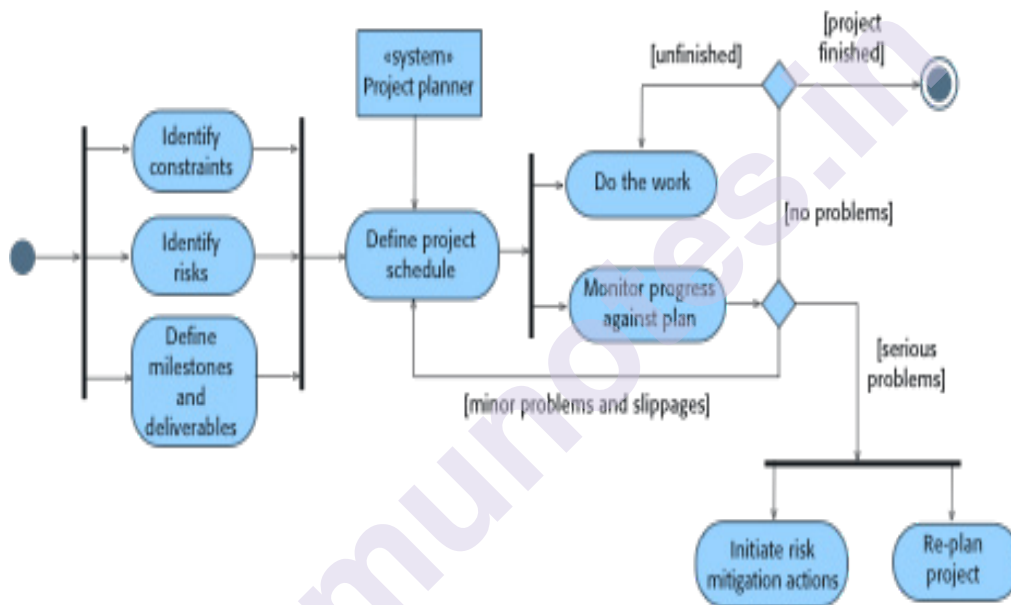 [project
finished]
[unfinished]
«system»
Project planner
Identify
constraints
Do the work
[no problems]
Identify
risks
Define project
schedule
Monitor progress
against plan
Define
milestones
and
deliverables
[serious
problems]
[minor problems and slippages]
Initiate risk
mitigation actions
Re-plan
project
munotes.in